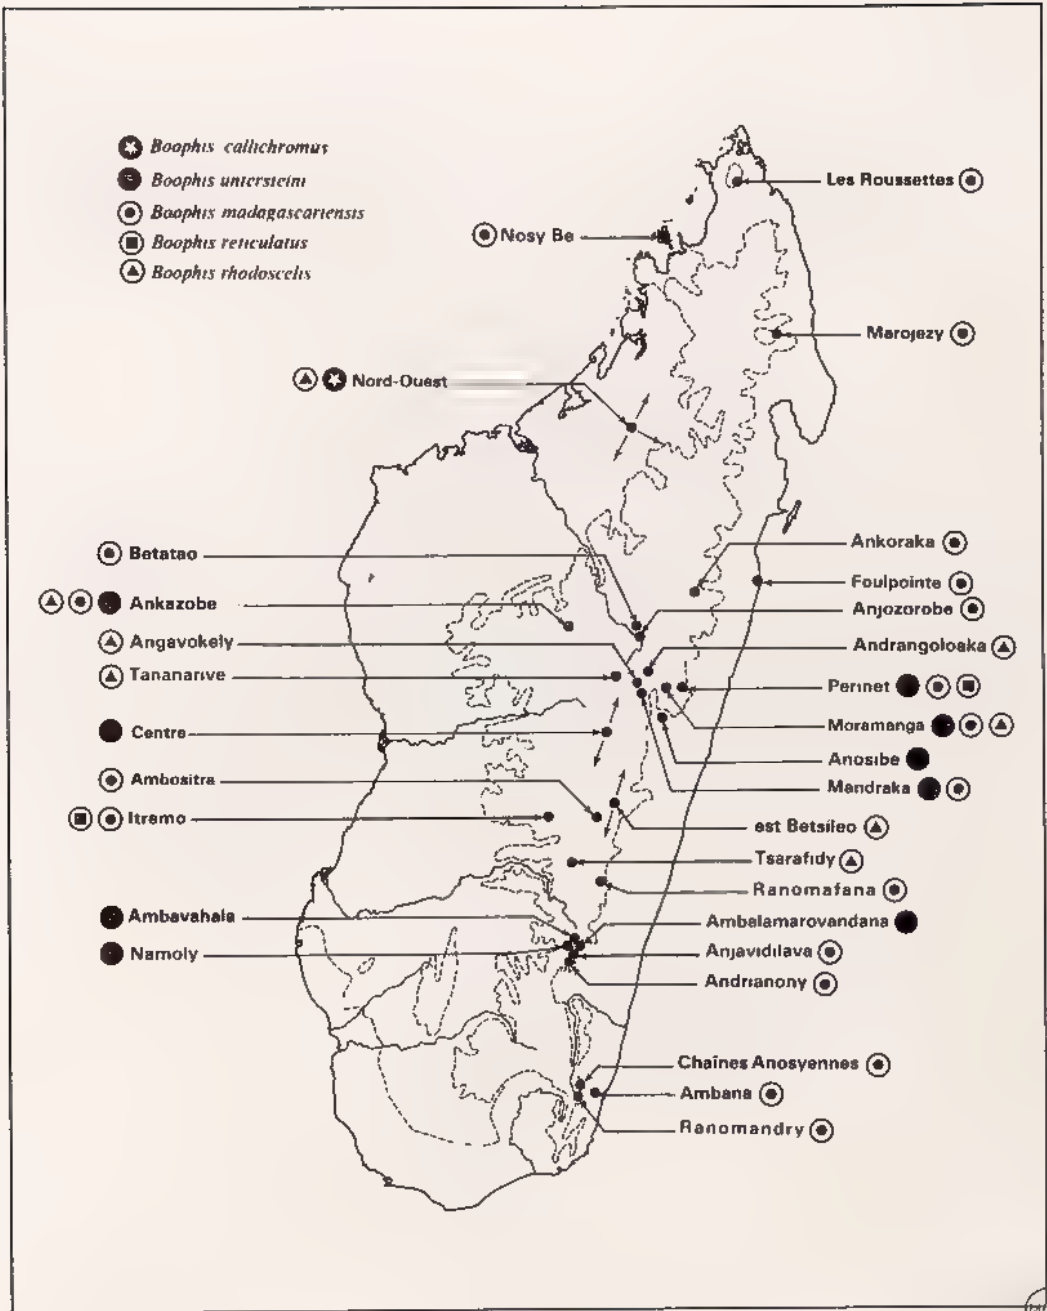 Boophis callichromus
Boophis untersteini
Boophis madagascariensis
Boophis reticulatus
Boophis rhodoscelis
Les Roussettes
Nosy Be
Marojezy
Nord-Ouest
Betatao
Ankazobe
Angavokely
Tananarive
Centre
Ambositra
Itremo
Ambavahala
Namoly
Ankoraka
Foulpointe
Anjozorobe
Andrangoloaka
Perinet
Moramanga
Anosibe
Mandraka
est Betsileo
Tsarafidy
Ranomafana
Ambalamarovandana
Anjavidilava
Andrianony
Chaînes Anosyennes
Ambana
Ranomandry